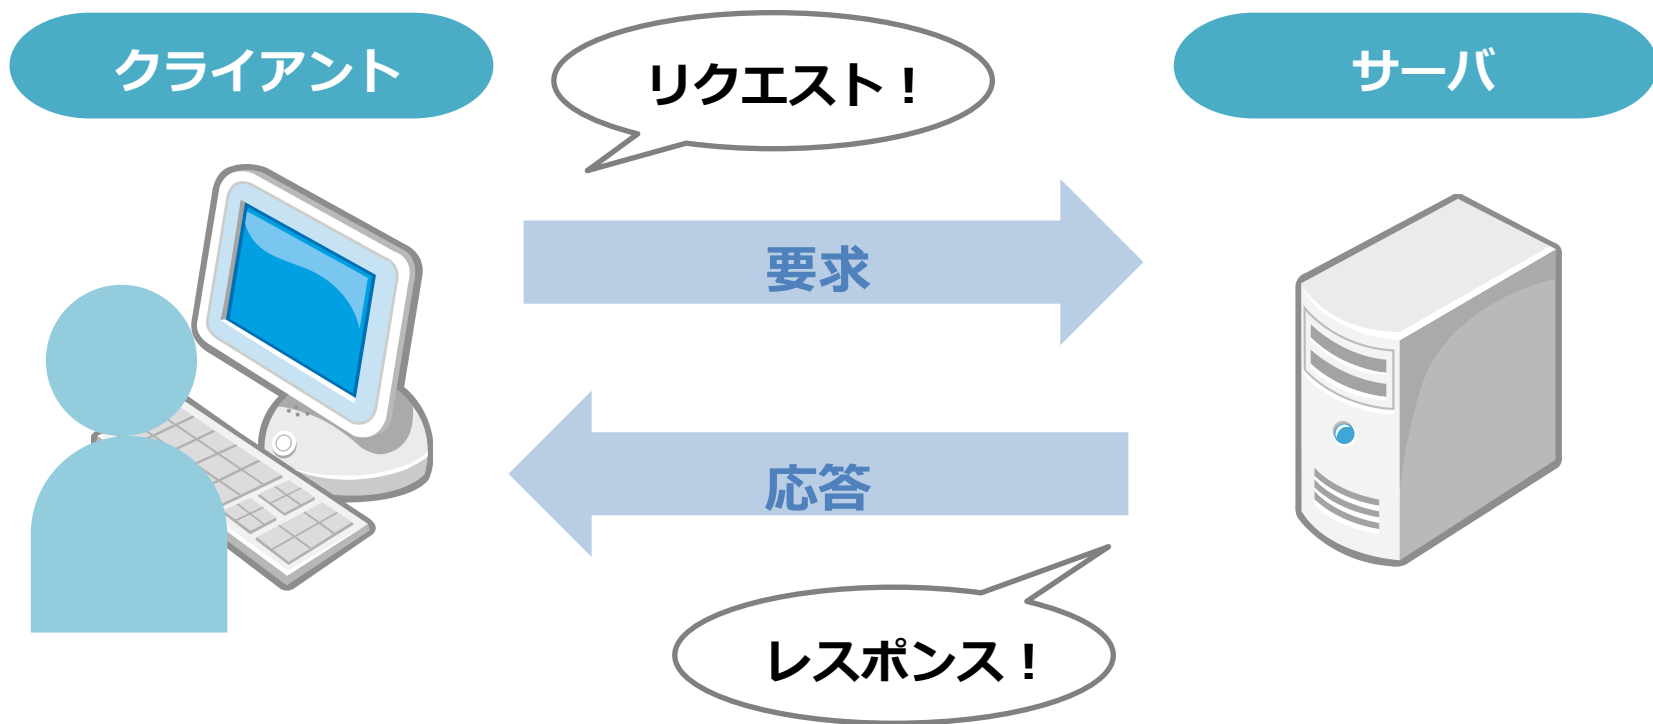 クライアント
リクエスト！
サーバ
要求
応答
レスポンス！